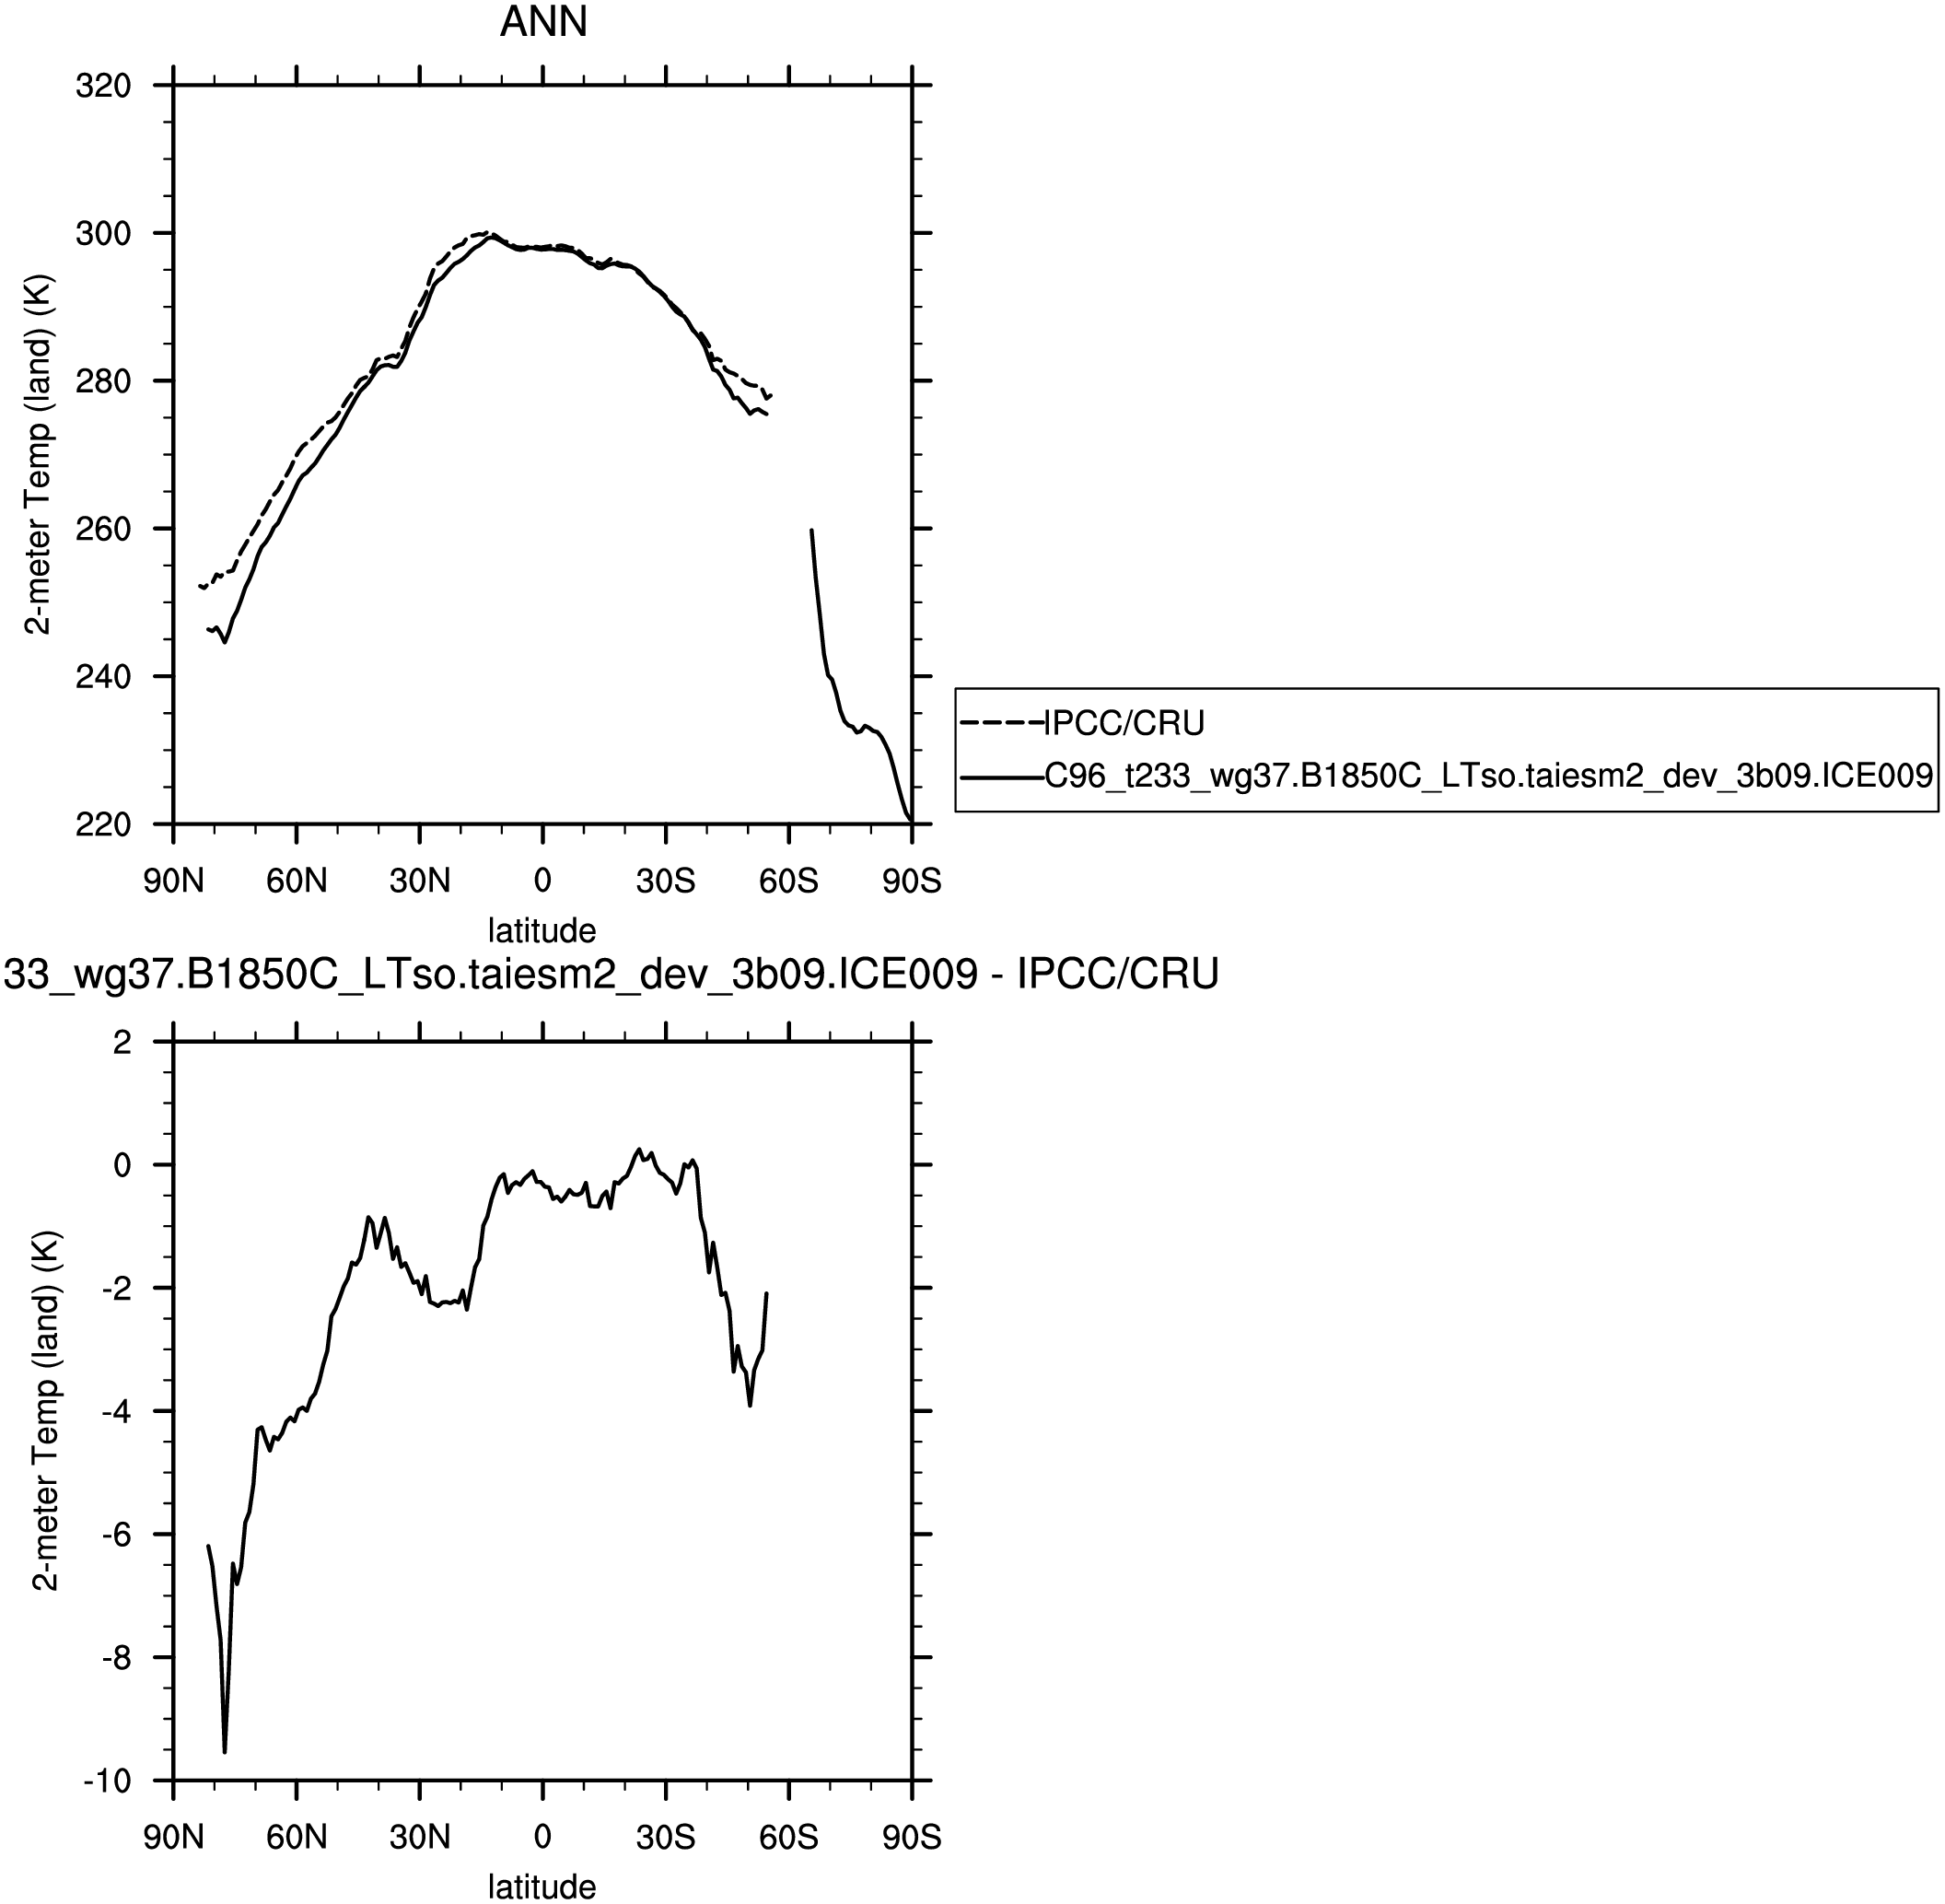 ANN
320
300
280
260
240
220
2-meter Temp (land) (K)
90N 60N 30N 0 30S 60S 90S
latitude
IPCC/CRU
C96_t233_wg37.B1850C_LTso.taiesm2_dev_3b09.ICE009
33_wg37.B1850C_LTso.taiesm2_dev_3b09.ICE009 - IPCC/CRU
2
0
-2
-4
-6
-8
-10
2-meter Temp (land) (K)
90N 60N 30N 0 30S 60S 90S
latitude